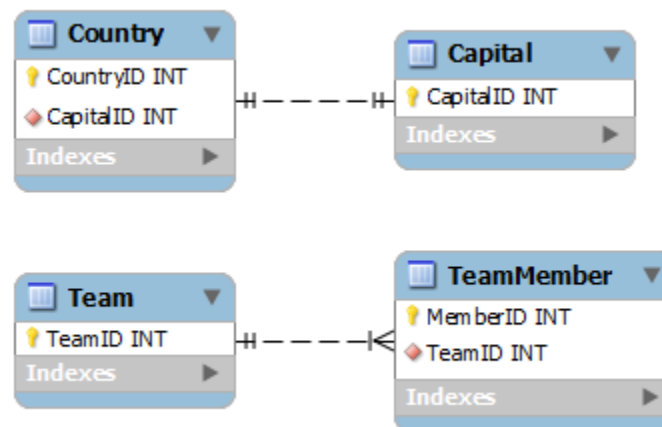 Country
CountryID INT
CapitalID INT
Indexes
Capital
CapitalID INT
Indexes
Team
TeamID INT
Indexes
TeamMember
MemberID INT
TeamID INT
Indexes